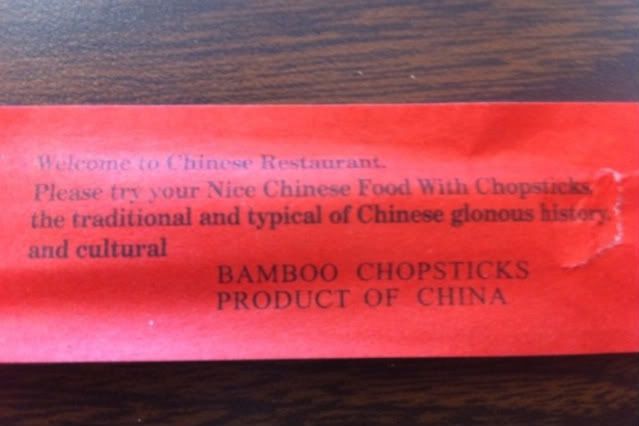 Welcome to Chinese Restaurant.
Please try your Nice Chinese Food With Chopsticks,
the traditional and typical of Chinese glonous history.
and cultural
BAMBOO CHOPSTICKS
PRODUCT OF CHINA